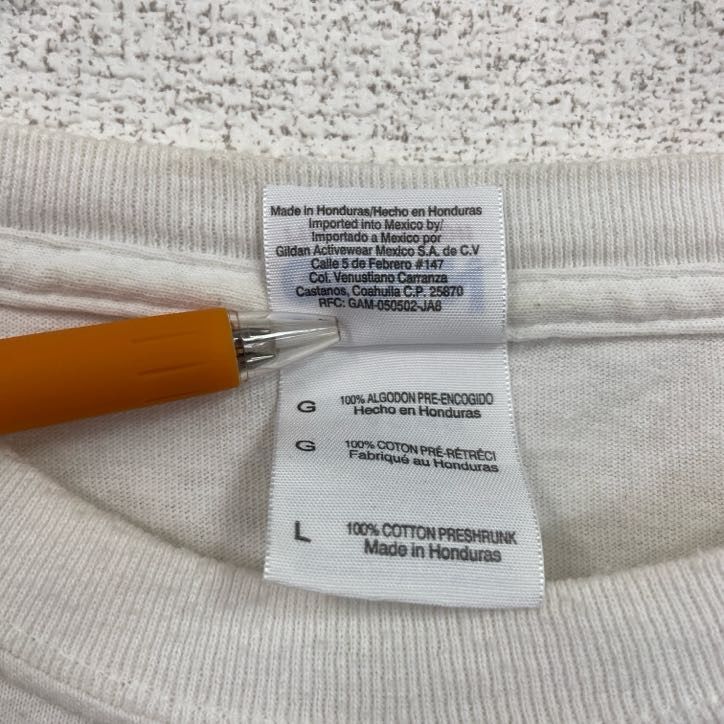 Made in Honduras/Hecho en Honduras
Imported into Mexico by/
Importado a Mexico por
Gildan Activewear Mexico S.A. de C.V
Calle 5 de Febrero #147
Col. Venustiano Carranza
Castanos, Coahuila C.P. 25870
RFC: GAM-050502-JA8
G 100% ALGODON PRE-ENCOGIDO
Hecho en Honduras
G 100% COTON PRÉ-RÉTRÉCI
Fabriqué au Honduras
L 100% COTTON PRESHRUNK
Made in Honduras